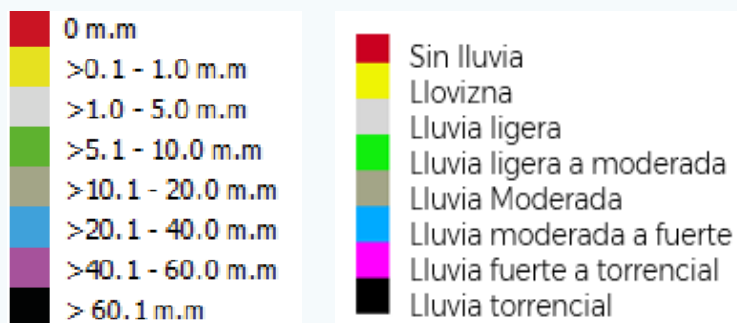 0 m.m
>0.1 - 1.0 m.m
>1.0 - 5.0 m.m
>5.1 - 10.0 m.m
>10.1 - 20.0 m.m
>20.1 - 40.0 m.m
>40.1 - 60.0 m.m
> 60.1 m.m
Sin lluvia
Llovizna
Lluvia ligera
Lluvia ligera a moderada
Lluvia Moderada
Lluvia moderada a fuerte
Lluvia fuerte a torrencial
Lluvia torrencial